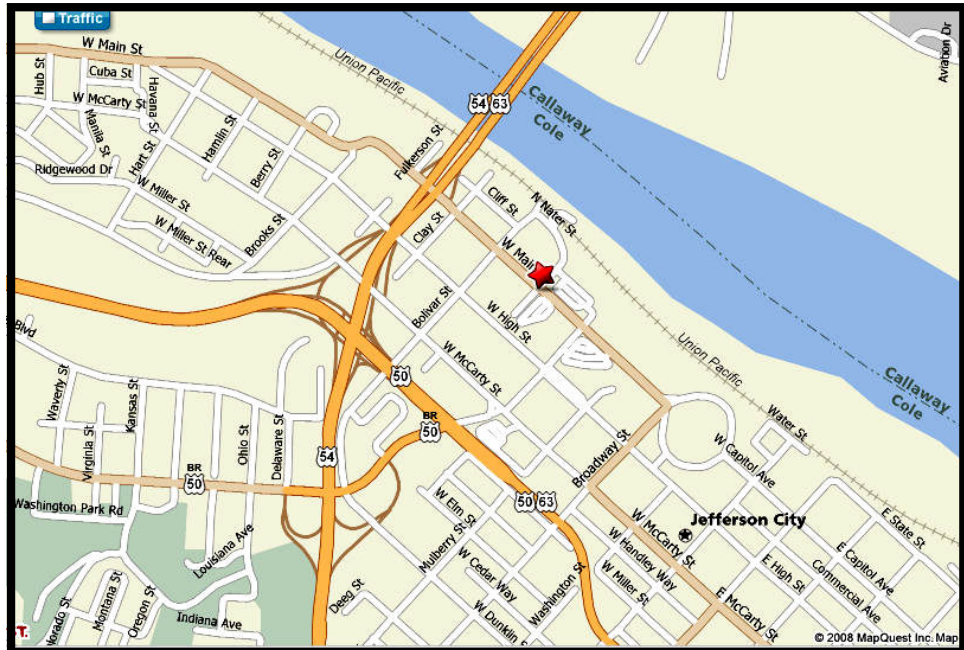 Traffic
W Main St
Cuba St
Hub St
W McCarty St
Manila St
Havana St
Hart St
Hamlin St
Berry St
Ridgewood Dr
W Miller St
W Miller St Rear
Brooks St
Union Pacific
54
63
Callaway
Cole
Aviation Dr
Fulkerson St
Cliff St
N Nater St
Clay St
W Main
Bolivar St
W High St
W McCarty St
Union Pacific
Callaway
Cole
Blvd
Waverly St
Virginia St
Kansas St
Ohio St
Delaware St
50
BR
50
54
BR
50
Washington Park Rd
Louisiana Ave
Indiana Ave
Montana St
Oregon St
Deeg St
W Elm St
Mulberry St
W Cedar Way
W Dunklin
Washington St
50
63
Broadway St
Water St
W Capitol Ave
W McCarty St
Jefferson City
W Handley Way
W Miller St
E McCarty St
E High St
Commercial Ave
E Capitol Ave
E State St
© 2008 MapQuest Inc. Map